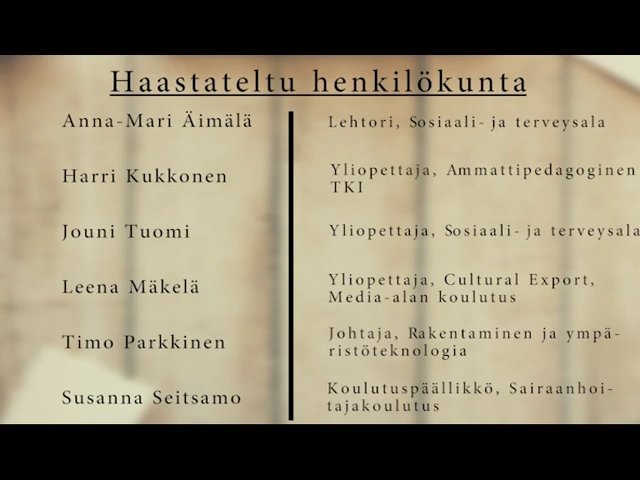 Haastateltu henkilökunta
Anna-Mari Äimälä
Lehtori, Sosiaali- ja terveysala
Harri Kukkonen
Yliopettaja, Ammattipedagoginen
TKI
Jouni Tuomi
Yliopettaja, Sosiaali- ja terveysala
Leena Mäkelä
Yliopettaja, Cultural Export,
Media-alan koulutus
Timo Parkkinen
Johtaja, Rakentaminen ja ympä-
ristöteknologia
Susanna Seitsamo
Koulutuspäällikkö, Sairaanhoi-
tajakoulutus